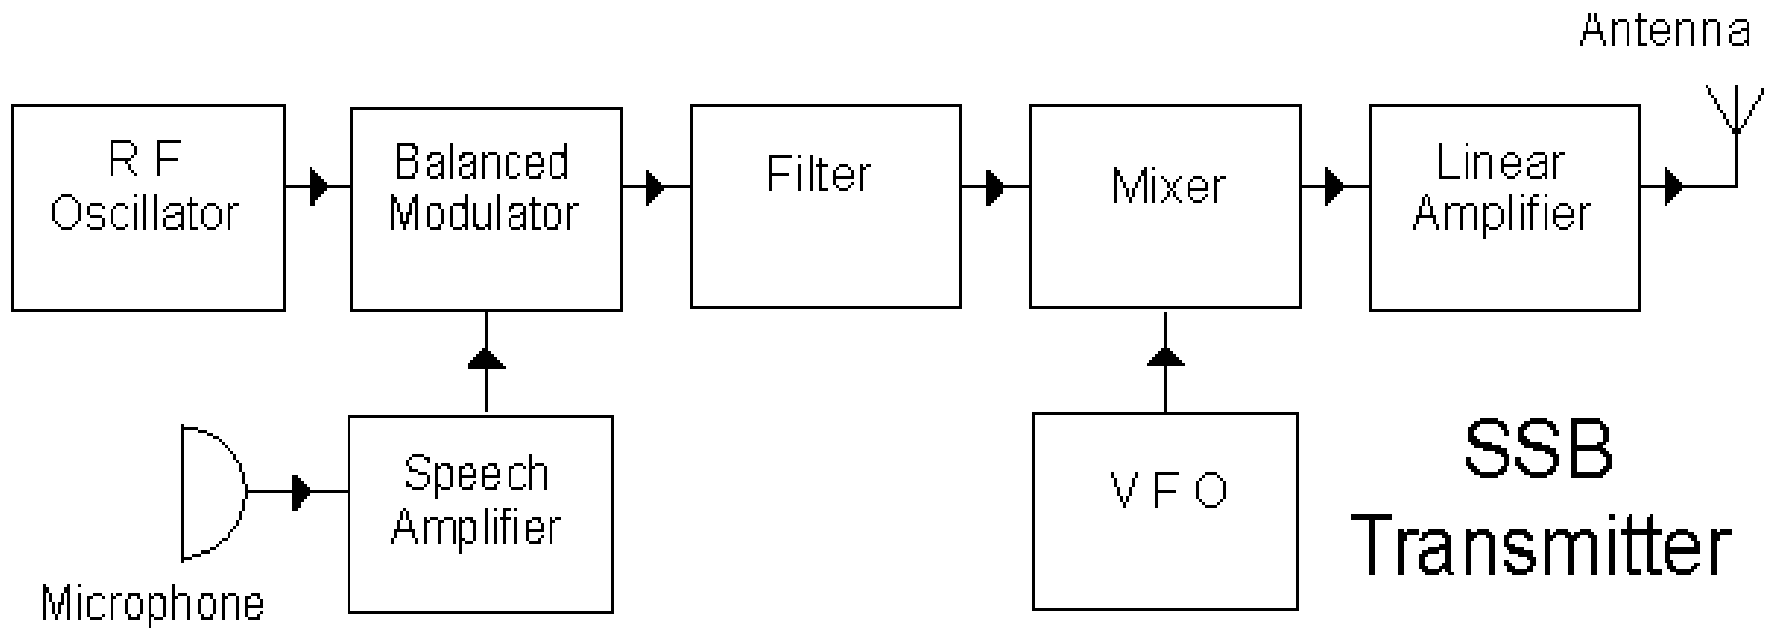 Antenna
R F
Oscillator
Balanced
Modulator
Filter
Mixer
Linear
Amplifier
Speech
Amplifier
V F O
SSB
Transmitter
Microphone